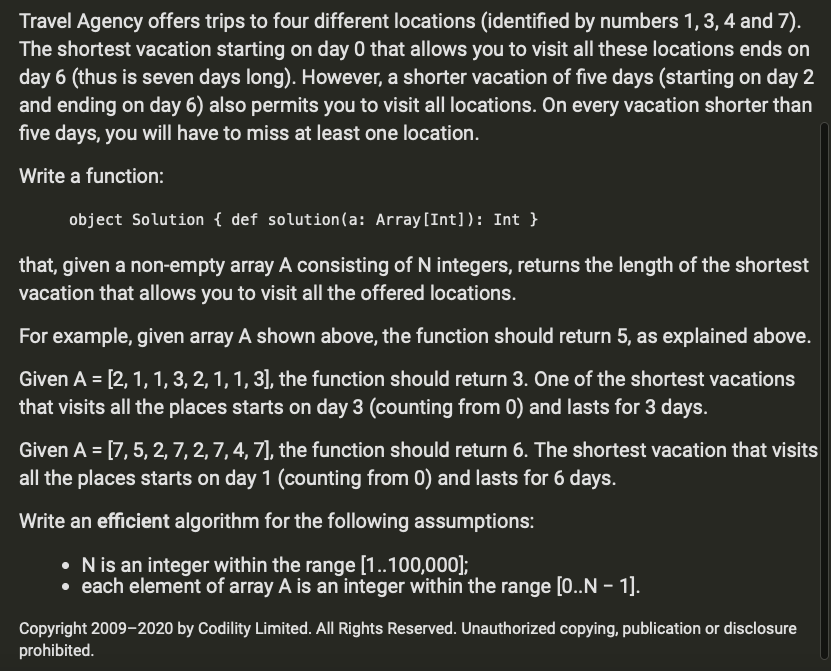 Travel Agency offers trips to four different locations (identified by numbers 1, 3, 4 and 7).
The shortest vacation starting on day 0 that allows you to visit all these locations ends on
day 6 (thus is seven days long). However, a shorter vacation of five days (starting on day 2
and ending on day 6) also permits you to visit all locations. On every vacation shorter than
five days, you will have to miss at least one location.
Write a function:
object Solution { def solution(a: Array[Int]): Int }
that, given a non-empty array A consisting of N integers, returns the length of the shortest
vacation that allows you to visit all the offered locations.
For example, given array A shown above, the function should return 5, as explained above.
Given A = [2, 1, 1, 3, 2, 1, 1, 3], the function should return 3. One of the shortest vacations
that visits all the places starts on day 3 (counting from 0) and lasts for 3 days.
Given A = [7, 5, 2, 7, 2, 7, 4, 7], the function should return 6. The shortest vacation that visits
all the places starts on day 1 (counting from 0) and lasts for 6 days.
Write an efficient algorithm for the following assumptions:
• N is an integer within the range [1..100,000];
• each element of array A is an integer within the range [0..N − 1].
Copyright 2009–2020 by Codility Limited. All Rights Reserved. Unauthorized copying, publication or disclosure
prohibited.